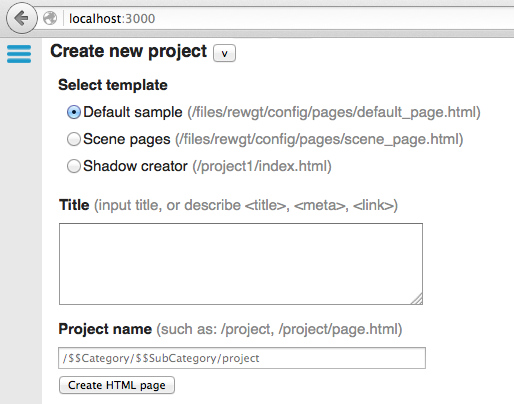 localhost:3000
Create new project v
Select template
Default sample (/files/rewgt/config/pages/default_page.html)
Scene pages (/files/rewgt/config/pages/scene_page.html)
Shadow creator (/project1/index.html)
Title (input title, or describe <title>, <meta>, <link>)
Project name (such as: /project, /project/page.html)
/$$Category/$$SubCategory/project
Create HTML page